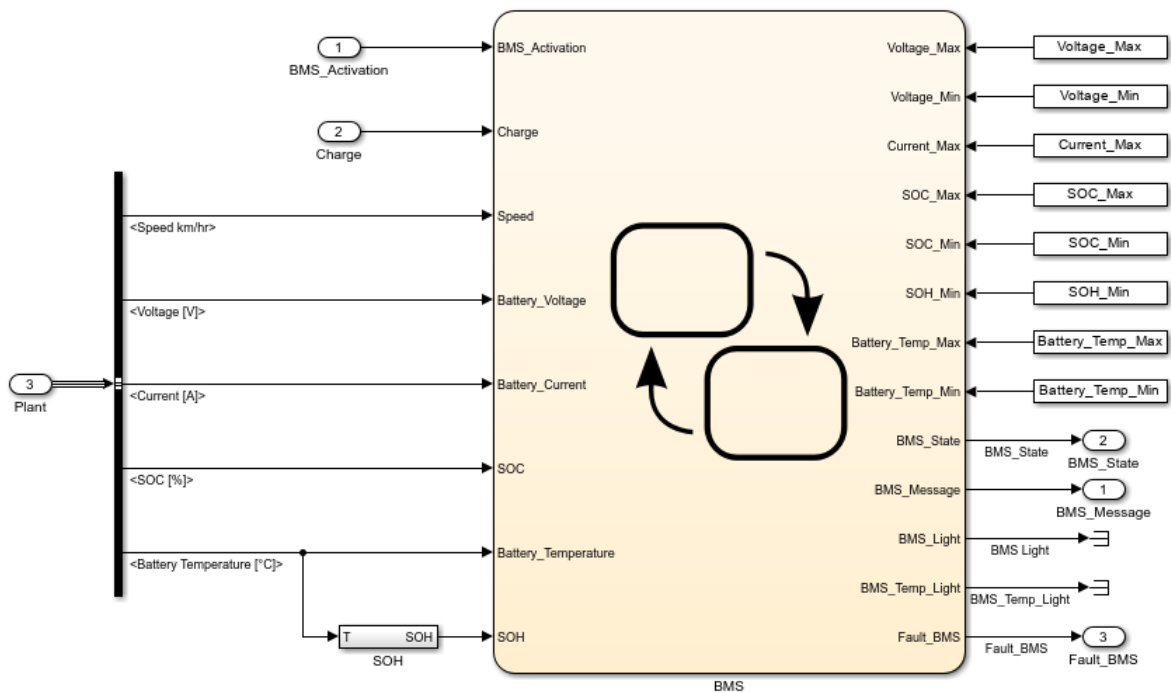 1
BMS_Activation
BMS_Activation
Voltage_Max
Voltage_Max
Voltage_Min
Voltage_Min
2
Charge
Charge
Current_Max
Current_Max
SOC_Max
SOC_Max
Speed
<Speed km/hr>
SOC_Min
SOC_Min
SOH_Min
SOH_Min
Battery_Voltage
<Voltage [V]>
Battery_Temp_Max
Battery_Temp_Max
3
Plant
Battery_Current
<Current [A]>
Battery_Temp_Min
Battery_Temp_Min
BMS_State
BMS_State
2
BMS_State
SOC
<SOC [%]>
BMS_Message
1
BMS_Message
BMS_Light
BMS Light
Battery_Temperature
<Battery Temperature [°C]>
BMS_Temp_Light
BMS_Temp_Light
T SOH
SOH
SOH
Fault_BMS
Fault_BMS
3
Fault_BMS
BMS